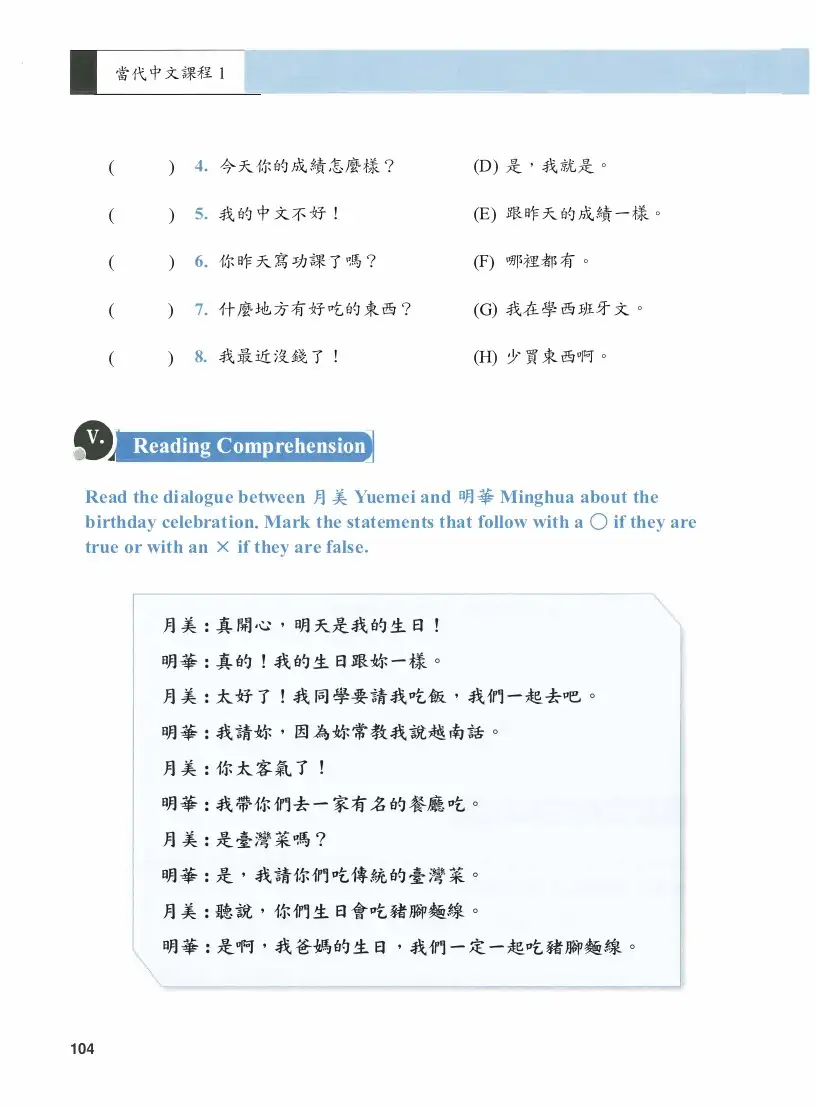 當代中文課程 1
(    ) 4. 今天你的成績怎麼樣？ (D) 是，我就是。
(    ) 5. 我的中文不好！ (E) 跟昨天的成績一樣。
(    ) 6. 你昨天寫功課了嗎？ (F) 哪裡都有。
(    ) 7. 什麼地方有好吃的東西？ (G) 我在學西班牙文。
(    ) 8. 我最近沒錢了！ (H) 少買東西啊。
V. Reading Comprehension
Read the dialogue between 月美 Yuemei and 明華 Minghua about the
birthday celebration. Mark the statements that follow with a ○ if they are
true or with an × if they are false.
月美：真開心，明天是我的生日！
明華：真的！我的生日跟妳一樣。
月美：太好了！我同學要請我吃飯，我們一起去吧。
明華：我請妳，因為妳常教我說越南話。
月美：你太客氣了！
明華：我帶你們去一家有名的餐廳吃。
月美：是臺灣菜嗎？
明華：是，我請你們吃傳統的臺灣菜。
月美：聽說，你們生日會吃豬腳麵線。
明華：是啊，我爸媽的生日，我們一定一起吃豬腳麵線。
104